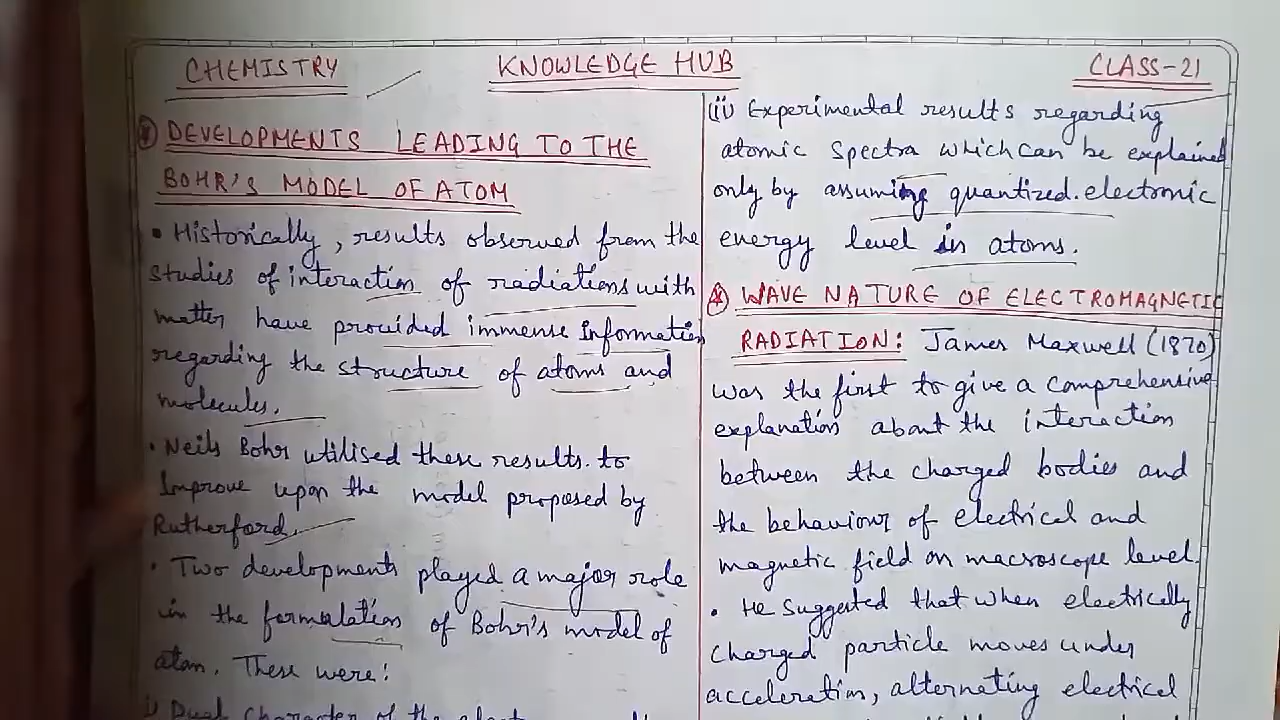 CHEMISTRY
KNOWLEDGE HUB
CLASS-21
DEVELOPMENTS LEADING TO THE
BOHR'S MODEL OF ATOM
• Historically, results observed from the
studies of interaction of radiations with
matter have provided immense information
regarding the structure of atoms and
molecules.
• Neils Bohr utilised these results. to
Improve upon the model proposed by
Rutherford.
• Two developments played a major role
in the formulation of Bohr's model of
atom. These were:
i) Dual character of the
(ii) Experimental results regarding
atomic spectra which can be explained
only by assuming quantized. electronic
energy level in atoms.
WAVE NATURE OF ELECTROMAGNETIC
RADIATION: James Maxwell (1870)
was the first to give a comprehensive
explanation about the interaction
between the charged bodies and
the behaviour of electrical and
magnetic field on macroscope level.
• He suggested that when electrically
charged particle moves under
acceleration, alternating electrical